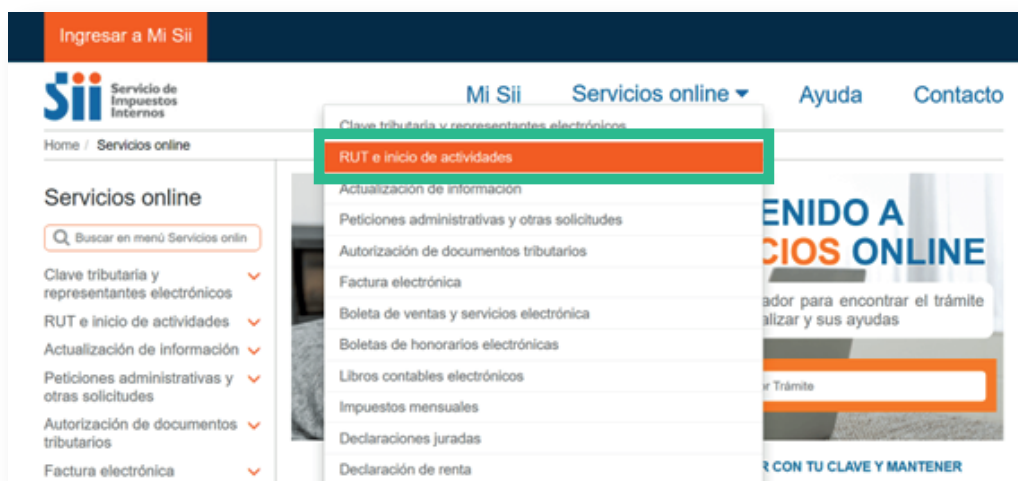 Ingresar a Mi Sii
Sii Servicio de
Impuestos
Internos
Mi Sii Servicios online Ayuda Contacto
Home / Servicios online
Servicios online
Buscar en menú Servicios onlin
Clave tributaria y
representantes electrónicos
RUT e inicio de actividades
Actualización de información
Peticiones administrativas y
otras solicitudes
Autorización de documentos
tributarios
Factura electrónica
Clave tributaria y representantes electrónicos
RUT e inicio de actividades
Actualización de información
Peticiones administrativas y otras solicitudes
Autorización de documentos tributarios
Factura electrónica
Boleta de ventas y servicios electrónica
Boletas de honorarios electrónicas
Libros contables electrónicos
Impuestos mensuales
Declaraciones juradas
Declaración de renta
ENIDO A
CIOS ONLINE
ador para encontrar el trámite
alizar y sus ayudas
r Trámite
R CON TU CLAVE Y MANTENER